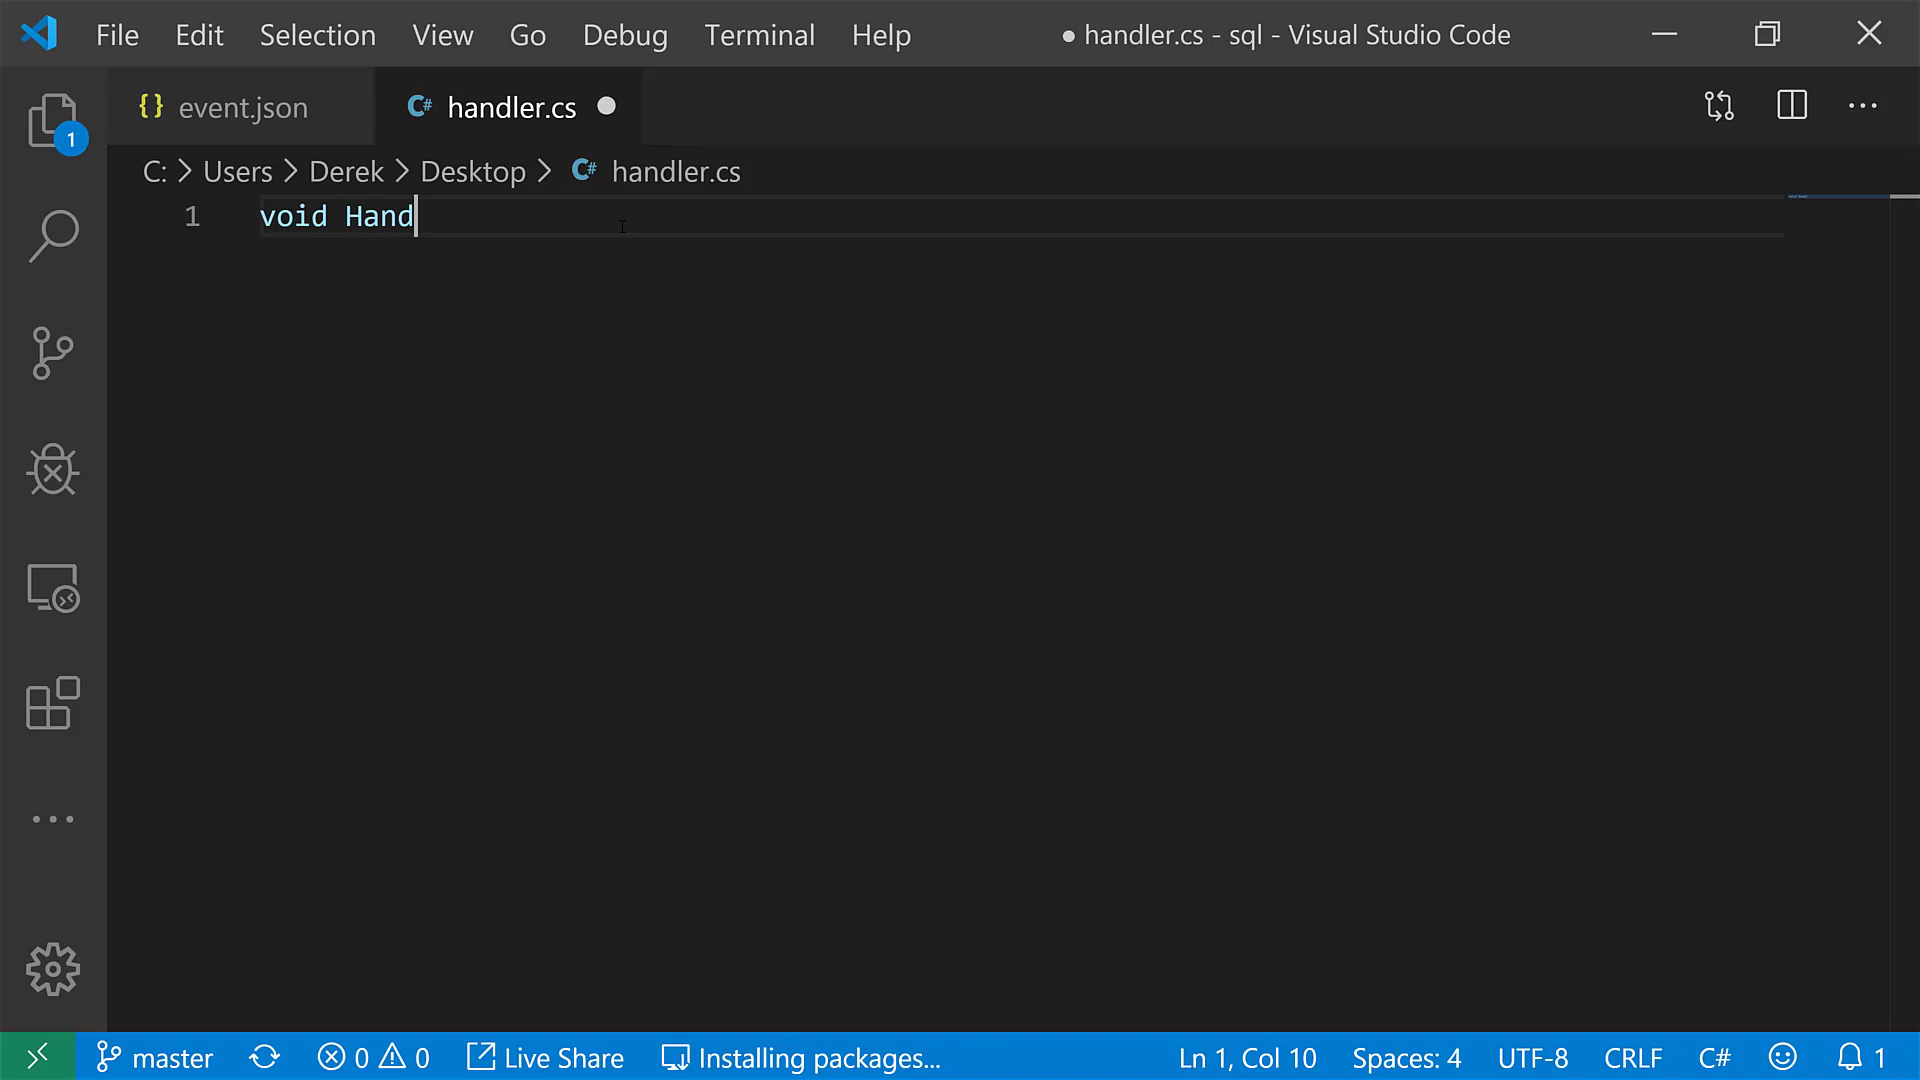 File Edit Selection View Go Debug Terminal Help ● handler.cs - sql - Visual Studio Code
{} event.json C# handler.cs ●
C: > Users > Derek > Desktop > C# handler.cs
1 void Hand
1
master 0 0 Live Share Installing packages... Ln 1, Col 10 Spaces: 4 UTF-8 CRLF C# 1